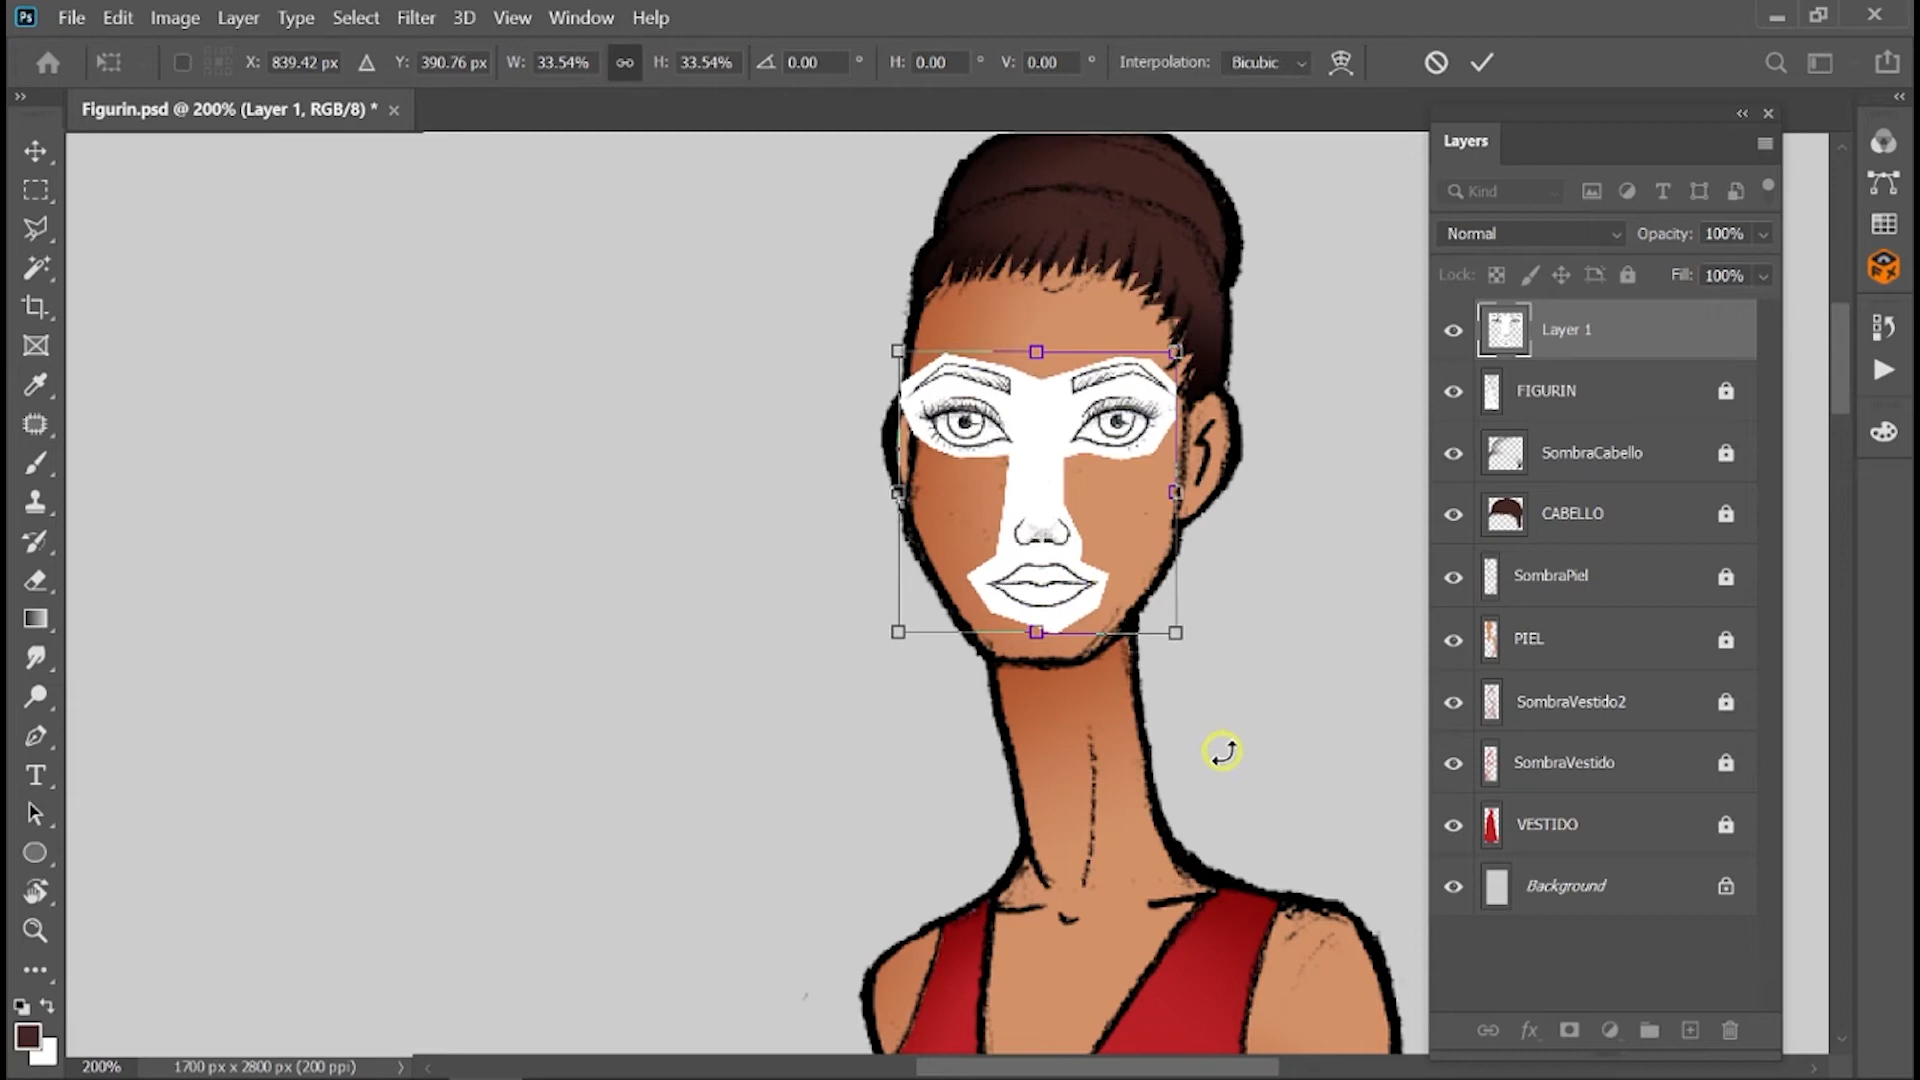 Ps File Edit Image Layer Type Select Filter 3D View Window Help
X: 839.42 px Y: 390.76 px W: 33.54% H: 33.54% 0.00 ° H: 0.00 ° V: 0.00 ° Interpolation: Bicubic
Figurin.psd @ 200% (Layer 1, RGB/8) *
Layers
Kind
Normal Opacity: 100%
Lock: Fill: 100%
Layer 1
FIGURIN
SombraCabello
CABELLO
SombraPiel
PIEL
SombraVestido2
SombraVestido
VESTIDO
Background
fx
200% 1700 px x 2800 px (200 ppi)